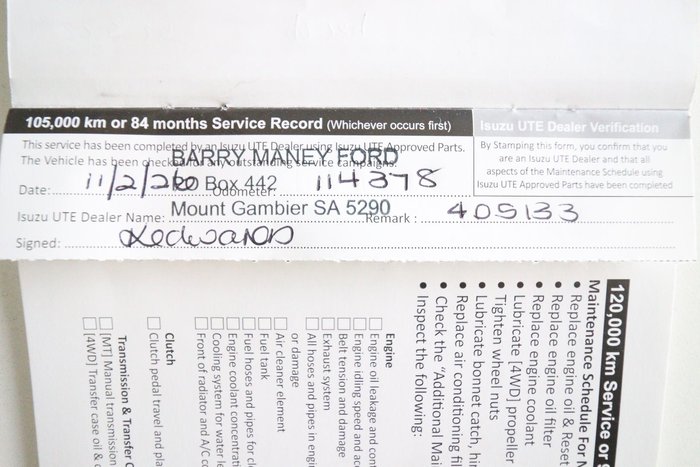 105,000 km or 84 months Service Record (Whichever occurs first)
This service has been completed by an Isuzu UTE Dealer using Isuzu UTE Approved Parts.
The Vehicle has been checked for any outstanding service campaigns.
BARRY MANEY FORD
Date: 11/2/20 Odometer: 114378
PO Box 442
Isuzu UTE Dealer Name: Remark: 405133
Mount Gambier SA 5290
Signed: Kedwards
Isuzu UTE Dealer Verification
By Stamping this form, you confirm that you
are an Isuzu UTE Dealer and that all
aspects of the Maintenance Schedule using
Isuzu UTE Approved Parts have been completed
120,000 km Service or
Maintenance Schedule For
• Replace engine oil & Reset
• Replace engine oil filter
• Replace engine coolant
• Lubricate [4WD] propeller
• Tighten wheel nuts
• Lubricate bonnet catch,
• Replace air conditioning
• Check the "Additional
• Inspect the following:
Engine
Engine oil leakage and
Engine idling speed and
Belt tension and damage
Exhaust system
All hoses and pipes in
or damage
Air cleaner element
Fuel tank
Fuel hoses and pipes for
Engine coolant
Cooling system for water
Front of radiator and A/C
Clutch
Clutch pedal travel and
Transmission & Transfer
[MT] Manual transmission
[4WD] Transfer case oil &